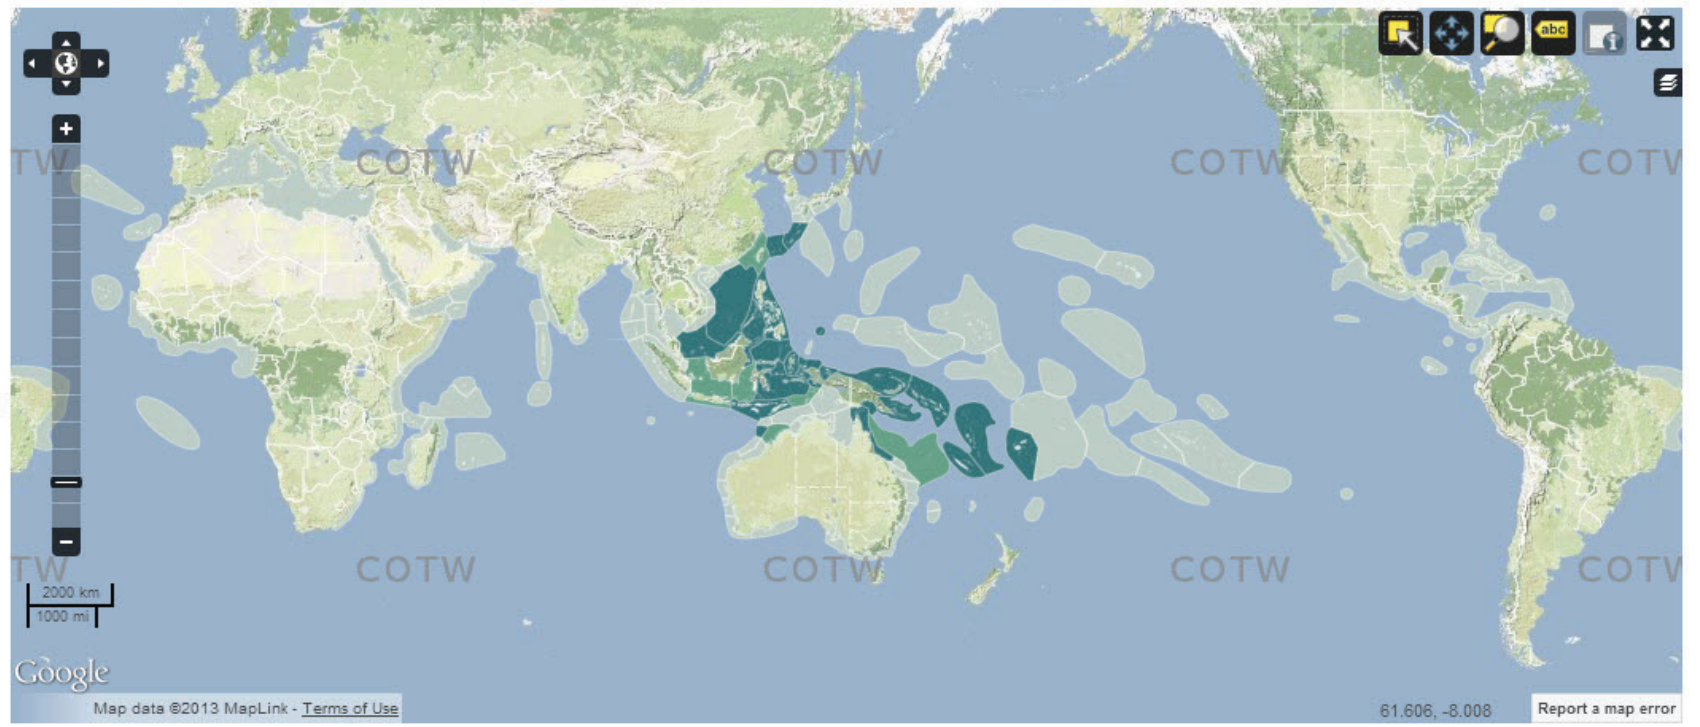 abc
TW COTW COTW COTW COTW
TW COTW COTW COTW COTW
2000 km
1000 mi
Google
Map data ©2013 MapLink - Terms of Use
61.606, -8.008
Report a map error